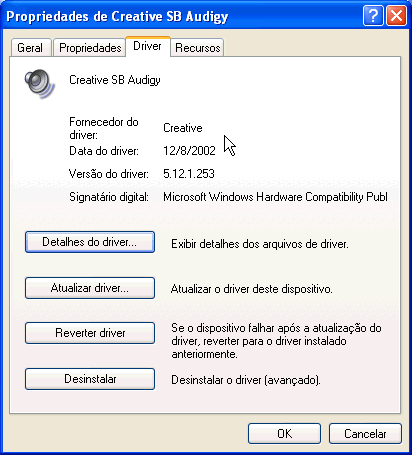 Propriedades de Creative SB Audigy
Geral Propriedades Driver Recursos
Creative SB Audigy
Fornecedor do
driver: Creative
Data do driver: 12/8/2002
Versão do driver: 5.12.1.253
Signatário digital: Microsoft Windows Hardware Compatibility Publ
Detalhes do driver... Exibir detalhes dos arquivos de driver.
Atualizar driver... Atualizar o driver deste dispositivo.
Reverter driver Se o dispositivo falhar após a atualização do
driver, reverter para o driver instalado
anteriormente.
Desinstalar Desinstalar o driver (avançado).
OK Cancelar